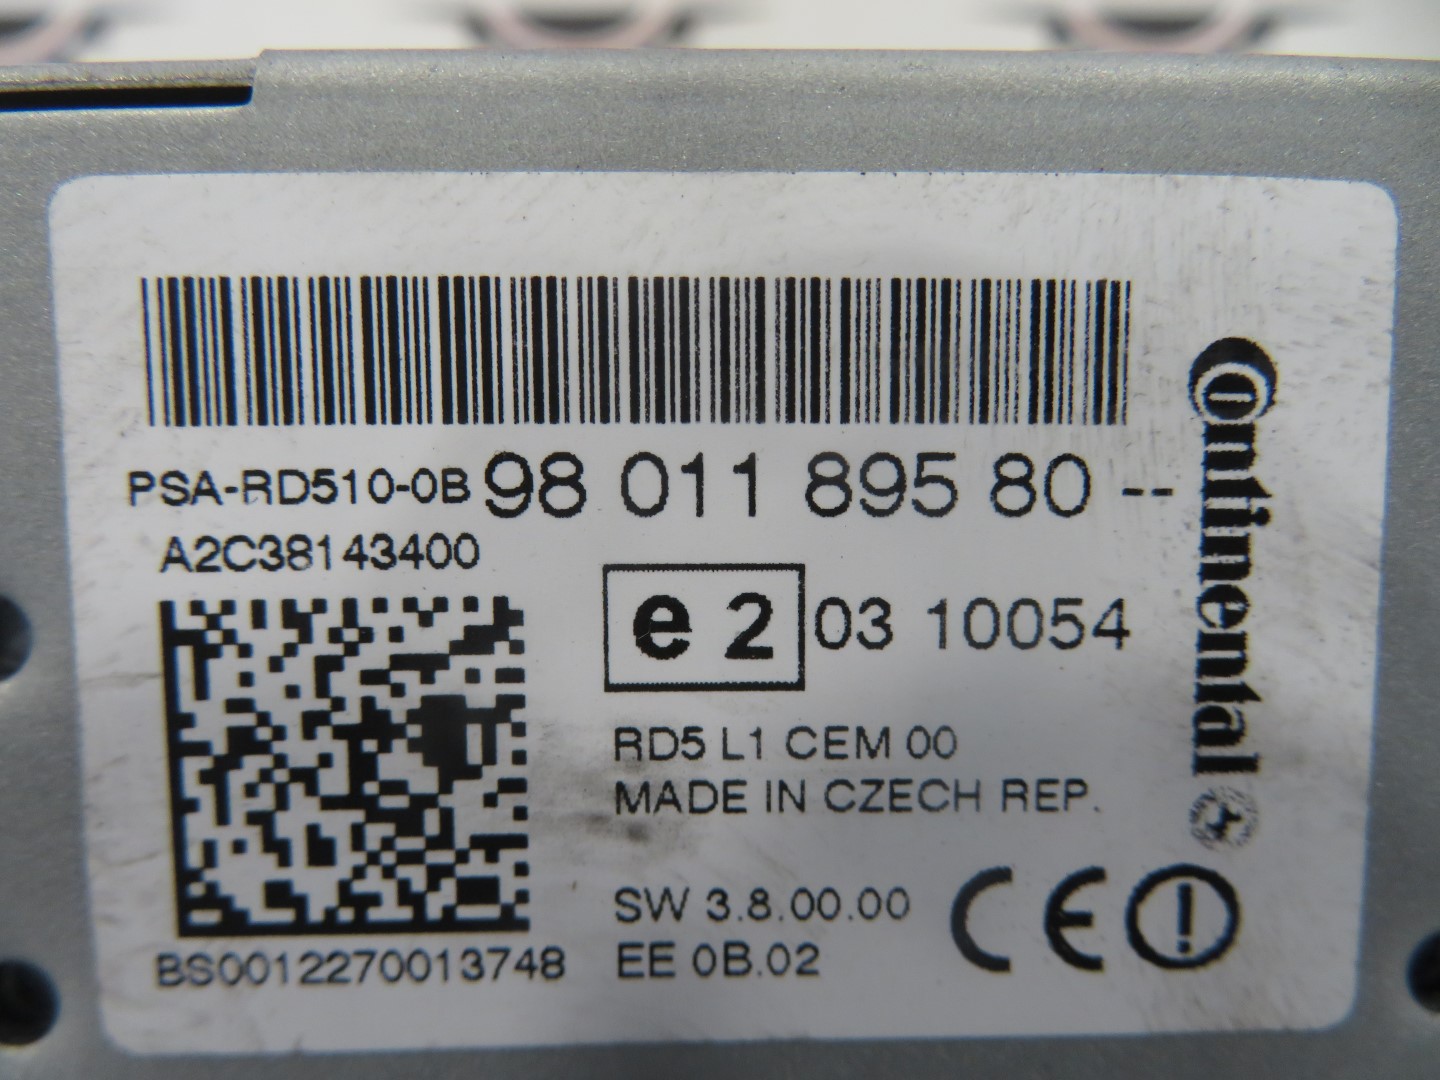 PSA-RD510-0B 98 011 895 80 --
A2C38143400
e2 03 10054
RD5 L1 CEM 00
MADE IN CZECH REP.
SW 3.8.00.00
EE 0B.02
CE
BS0012270013748
Continental